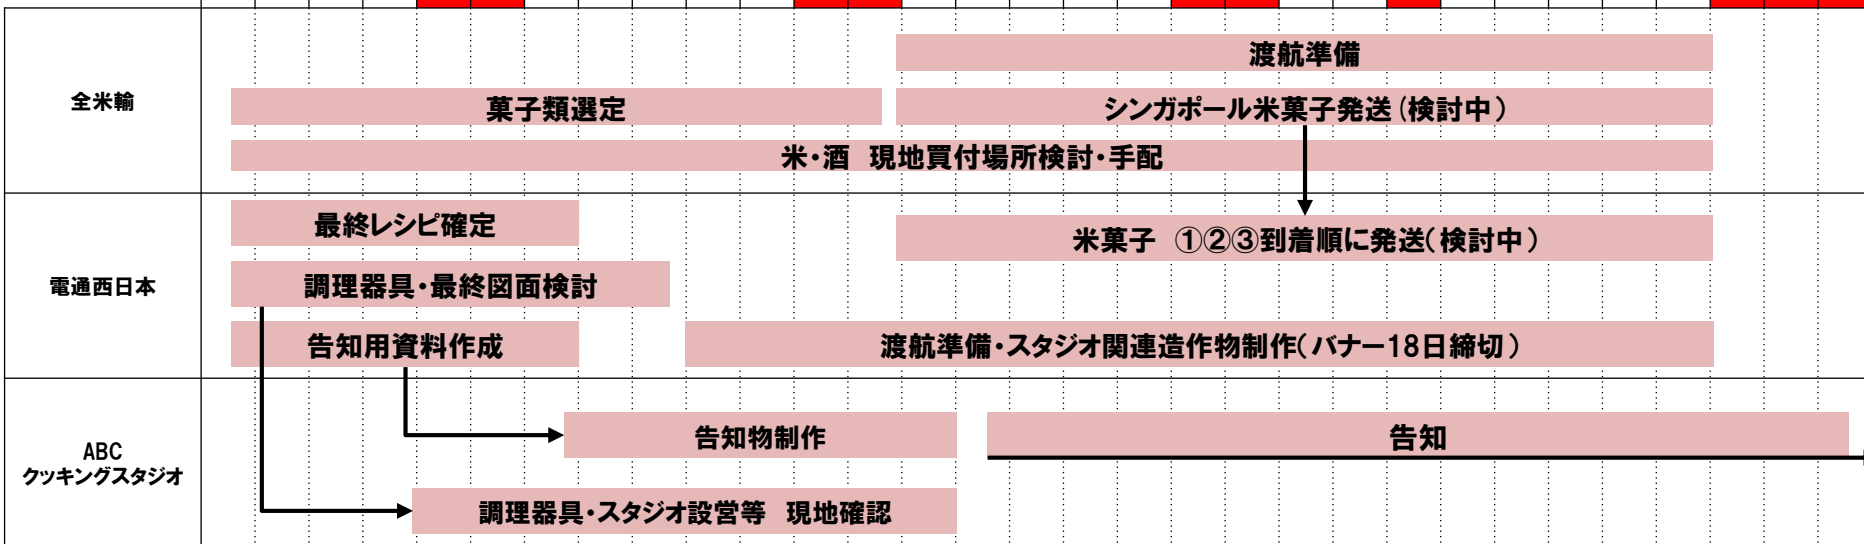 全米輸
渡航準備
菓子類選定
シンガポール米菓子発送(検討中)
米・酒　現地買付場所検討・手配
電通西日本
最終レシピ確定
米菓子　①②③到着順に発送(検討中)
調理器具・最終図面検討
告知用資料作成
渡航準備・スタジオ関連造作物制作(バナー18日締切)
ABC
クッキングスタジオ
告知物制作
告知
調理器具・スタジオ設営等　現地確認